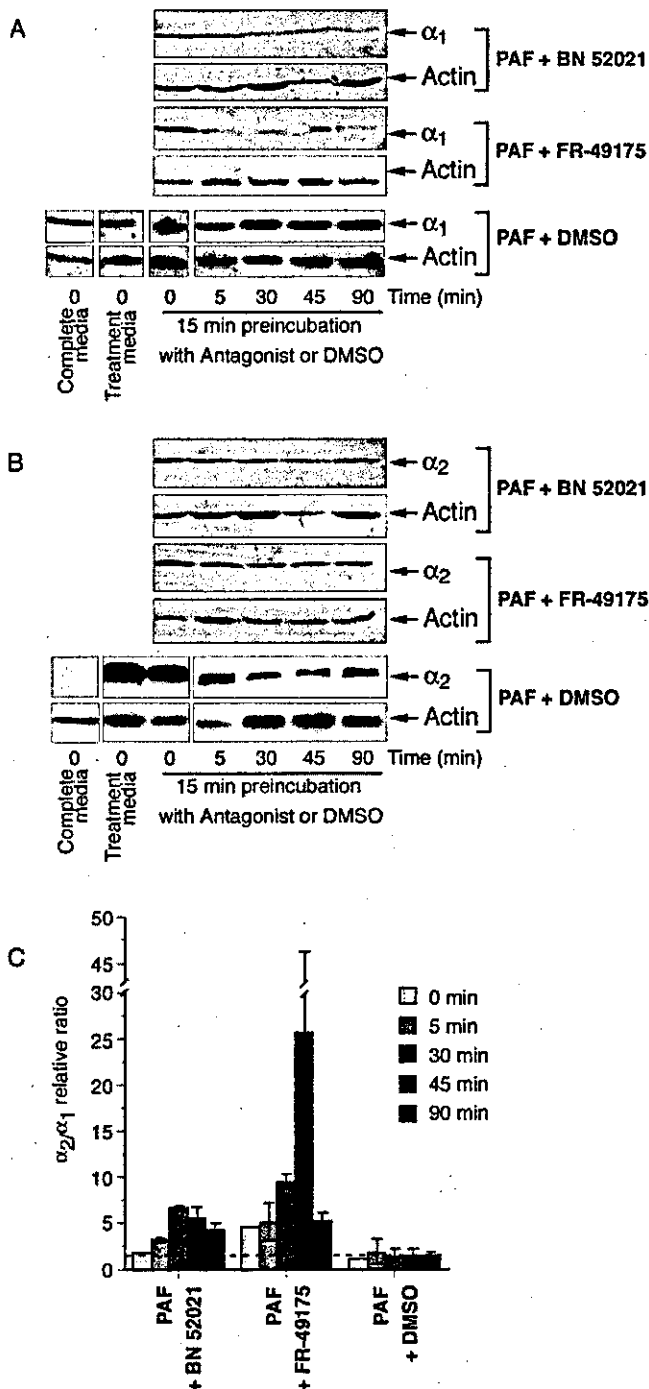 A
α1
Actin
PAF + BN 52021
α1
Actin
PAF + FR-49175
α1
Actin
PAF + DMSO
0 0 0 5 30 45 90 Time (min)
Complete media
Treatment media
15 min preincubation
with Antagonist or DMSO
B
α2
Actin
PAF + BN 52021
α2
Actin
PAF + FR-49175
α2
Actin
PAF + DMSO
0 0 0 5 30 45 90 Time (min)
Complete media
Treatment media
15 min preincubation
with Antagonist or DMSO
C
α2/α1 relative ratio
50
45
30
25
20
15
10
5
0
0 min
5 min
30 min
45 min
90 min
PAF + BN 52021
PAF + FR-49175
PAF + DMSO